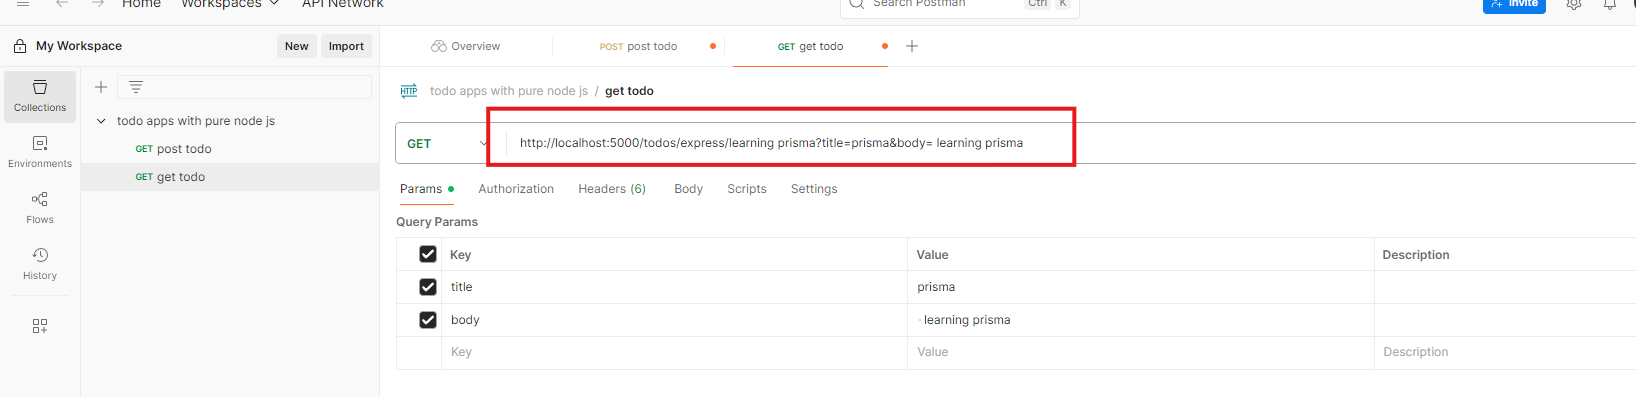 Home Workspaces API Network Search Postman Ctrl K Invite
My Workspace New Import Overview POST post todo GET get todo
Collections
todo apps with pure node js / get todo
todo apps with pure node js
GET http://localhost:5000/todos/express/learning prisma?title=prisma&body= learning prisma
GET post todo
Environments
GET get todo
Params Authorization Headers (6) Body Scripts Settings
Flows
Query Params
Key Value Description
History
title prisma
body learning prisma
Key Value Description